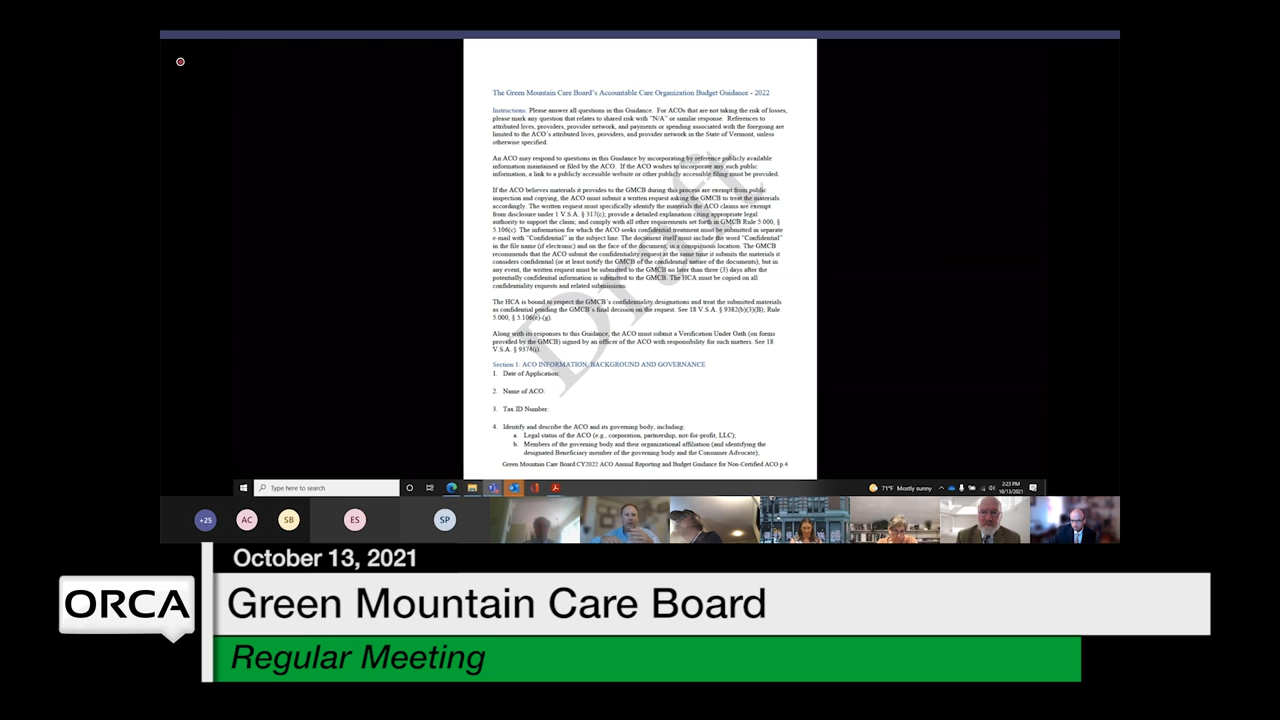 The Green Mountain Care Board's Accountable Care Organization Budget Guidance - 2022
Instructions: Please answer all questions in this Guidance. For ACOs that are not taking the risk of losses,
please mark any question that relates to shared risk with "N/A" or similar response. References to
attributed lives, providers, provider network, and payments or spending associated with the foregoing are
limited to the ACO's attributed lives, providers, and provider network in the State of Vermont, unless
otherwise specified.
An ACO may respond to questions in this Guidance by incorporating by reference publicly available
information maintained or filed by the ACO. If the ACO wishes to incorporate any such public
information, a link to a publicly accessible website or other publicly accessible filing must be provided.
If the ACO believes materials it provides to the GMCB during this process are exempt from public
inspection and copying, the ACO must submit a written request asking the GMCB to treat the materials
accordingly. The written request must specifically identify the materials the ACO claims are exempt
from disclosure under 1 V.S.A. § 317(c); provide a detailed explanation citing appropriate legal
authority to support the claim; and comply with all other requirements set forth in GMCB Rule 5.000, §
5.106(c). The information for which the ACO seeks confidential treatment must be submitted in separate
e-mail with "Confidential" in the subject line. The document itself must include the word "Confidential"
in the file name (if electronic) and on the face of the document, in a conspicuous location. The GMCB
recommends that the ACO submit the confidentiality request at the same time it submits the materials it
considers confidential (or at least notify the GMCB of the confidential nature of the documents), but in
any event, the written request must be submitted to the GMCB no later than three (3) days after the
potentially confidential information is submitted to the GMCB. The HCA must be copied on all
confidentiality requests and related submissions.
The HCA is bound to respect the GMCB's confidentiality designations and treat the submitted materials
as confidential pending the GMCB's final decision on the request. See 18 V.S.A. § 9382(b)(3)(B); Rule
5.000, § 5.106(e)-(g).
Along with its responses to this Guidance, the ACO must submit a Verification Under Oath (on forms
provided by the GMCB) signed by an officer of the ACO with responsibility for such matters. See 18
V.S.A. § 9374(i).
Draft
Section 1: ACO INFORMATION, BACKGROUND AND GOVERNANCE
1. Date of Application:
2. Name of ACO:
3. Tax ID Number:
4. Identify and describe the ACO and its governing body, including:
a. Legal status of the ACO (e.g., corporation, partnership, not-for-profit, LLC);
b. Members of the governing body and their organizational affiliation (and identifying the
designated Beneficiary member of the governing body and the Consumer Advocate);
Green Mountain Care Board CY2022 ACO Annual Reporting and Budget Guidance for Non-Certified ACO p.4
Type here to search
71°F Mostly sunny
2:23 PM
10/13/2021
+25
AC
SB
ES
SP
October 13, 2021
ORCA
Green Mountain Care Board
Regular Meeting